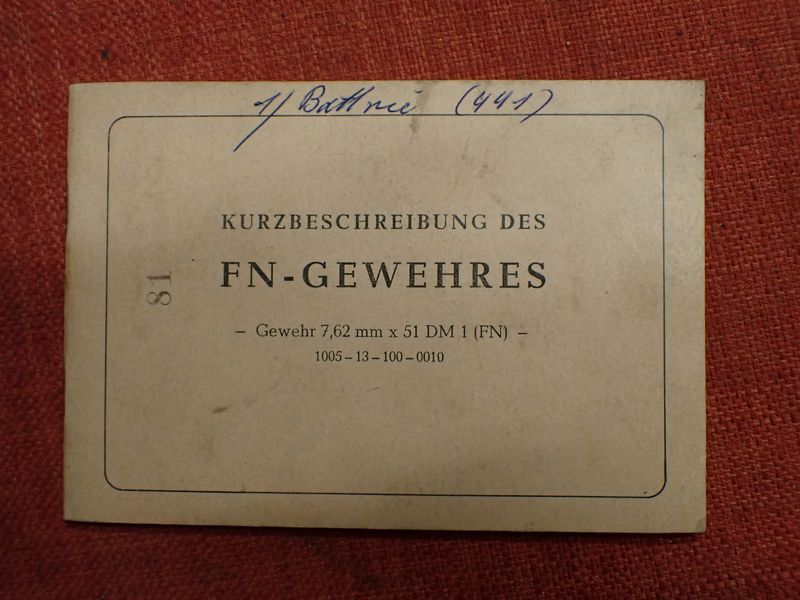 1/ Battrie (441)
KURZBESCHREIBUNG DES
FN-GEWEHRES
– Gewehr 7,62 mm x 51 DM 1 (FN) –
1005–13–100–0010
81